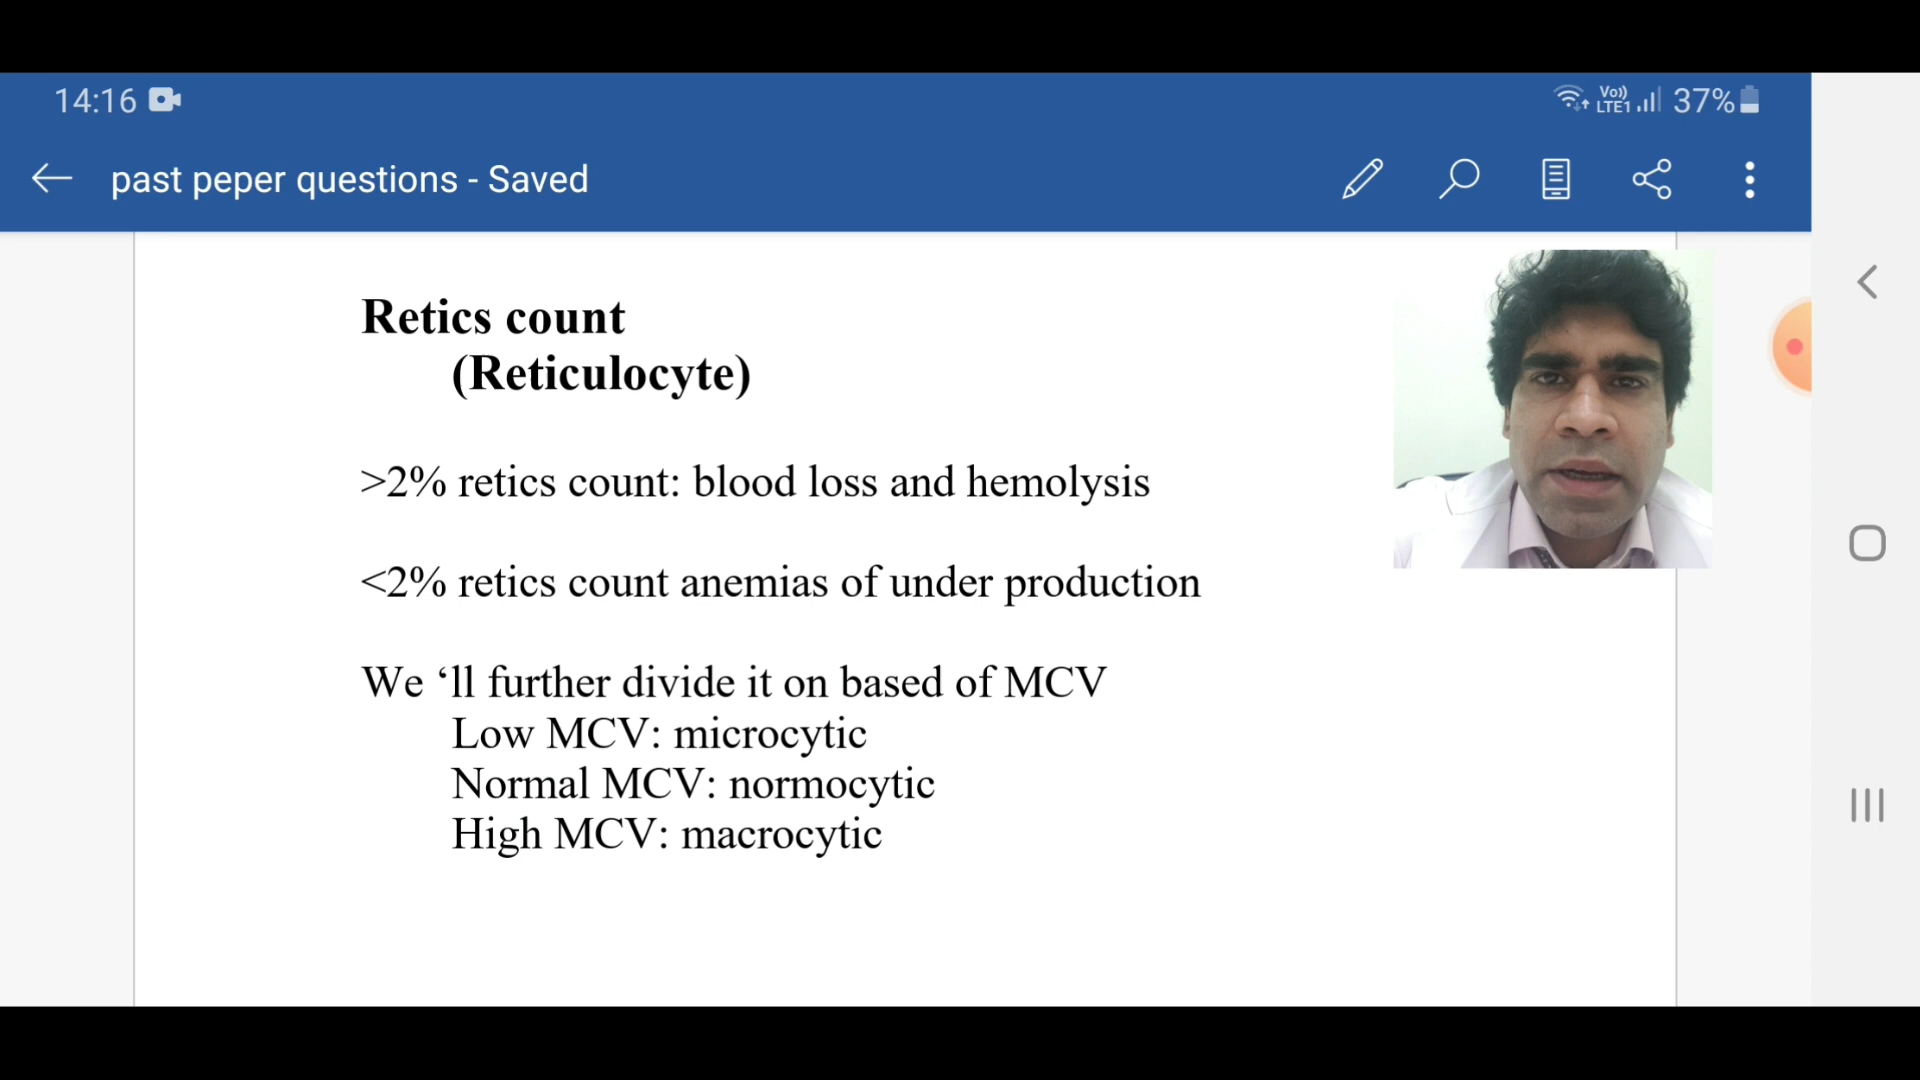 14:16
Vo)) LTE1 37%
past peper questions - Saved
Retics count
(Reticulocyte)
>2% retics count: blood loss and hemolysis
<2% retics count anemias of under production
We ‘ll further divide it on based of MCV
Low MCV: microcytic
Normal MCV: normocytic
High MCV: macrocytic